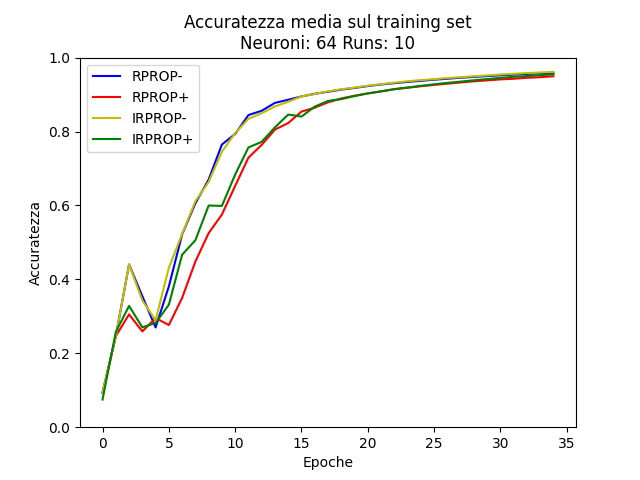 Accuratezza media sul training set
Neuroni: 64 Runs: 10
1.0
0.8
0.6
0.4
0.2
0.0
Accuratezza
RPROP-
RPROP+
IRPROP-
IRPROP+
0 5 10 15 20 25 30 35
Epoche